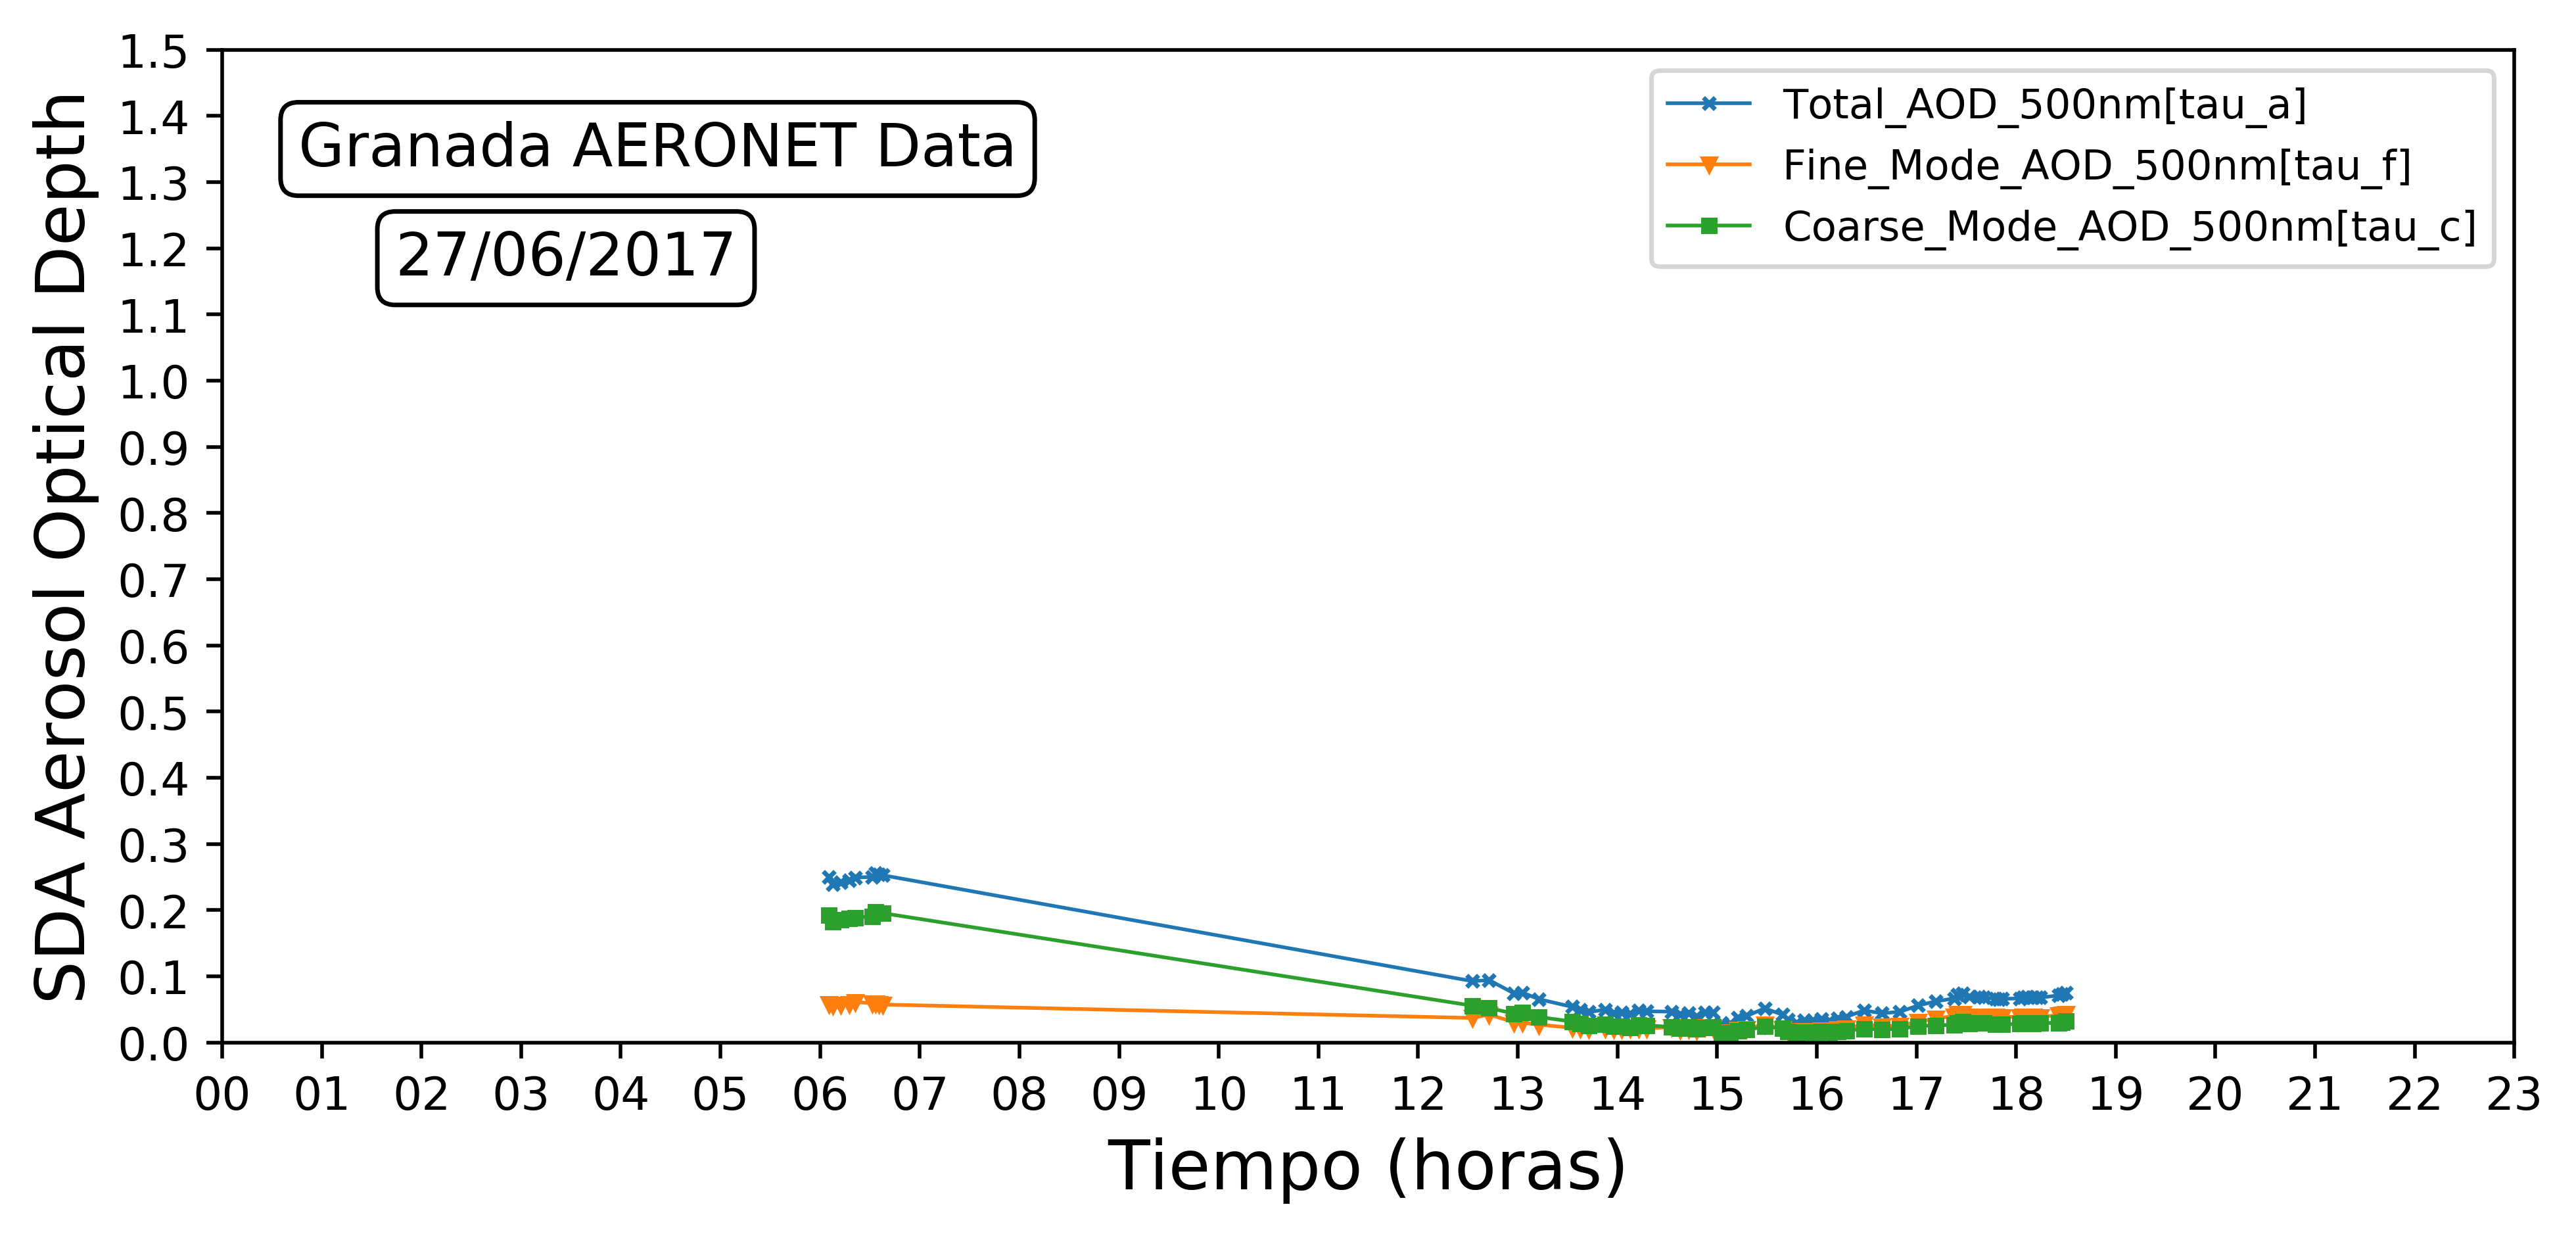 Granada AERONET Data
27/06/2017
Total_AOD_500nm[tau_a]
Fine_Mode_AOD_500nm[tau_f]
Coarse_Mode_AOD_500nm[tau_c]
SDA Aerosol Optical Depth
1.5
1.4
1.3
1.2
1.1
1.0
0.9
0.8
0.7
0.6
0.5
0.4
0.3
0.2
0.1
0.0
00 01 02 03 04 05 06 07 08 09 10 11 12 13 14 15 16 17 18 19 20 21 22 23
Tiempo (horas)